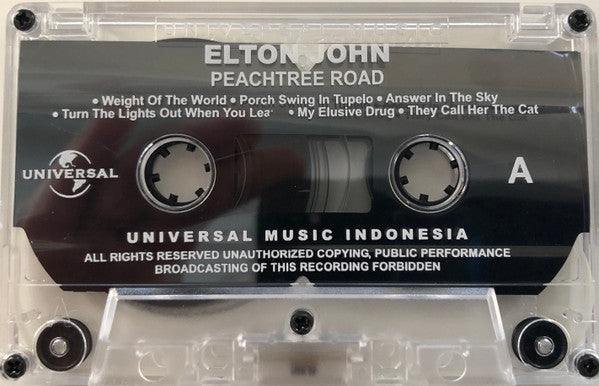 ELTON JOHN
PEACHTREE ROAD
• Weight Of The World • Porch Swing In Tupelo • Answer In The Sky
• Turn The Lights Out When You • My Elusive Drug • They Call Her The Cat
UNIVERSAL
A
UNIVERSAL MUSIC INDONESIA
ALL RIGHTS RESERVED UNAUTHORIZED COPYING, PUBLIC PERFORMANCE
BROADCASTING OF THIS RECORDING FORBIDDEN